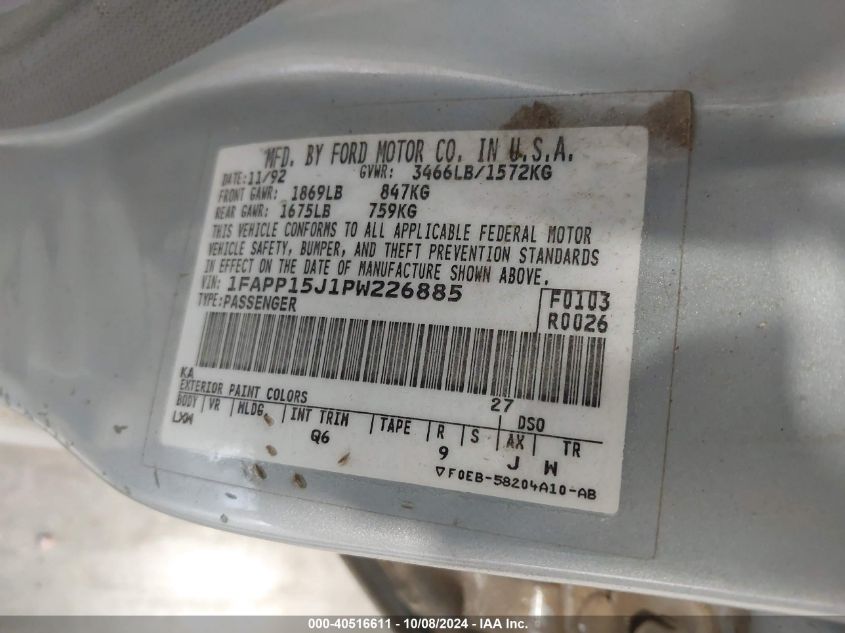 MFD. BY FORD MOTOR CO. IN U.S.A.
DATE: 11/92 GVWR: 3466LB/1572KG
FRONT GAWR: 1869LB 847KG
REAR GAWR: 1675LB 759KG
THIS VEHICLE CONFORMS TO ALL APPLICABLE FEDERAL MOTOR
VEHICLE SAFETY, BUMPER, AND THEFT PREVENTION STANDARDS
IN EFFECT ON THE DATE OF MANUFACTURE SHOWN ABOVE.
VIN: 1FAPP15J1PW226885
TYPE: PASSENGER
F0103
R0026
KA
EXTERIOR PAINT COLORS 27 DSO
BODY VR MLDG INT TRIM TAPE R S AX TR
LXW Q6 9 J W
▽F0EB-58204A10-AB
000-40516611 - 10/08/2024 - IAA Inc.